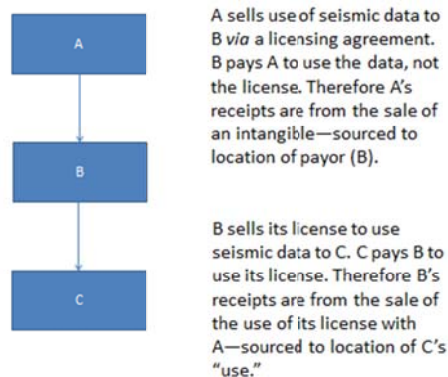 A
A sells use of seismic data to
B via a licensing agreement.
B pays A to use the data, not
the license. Therefore A's
receipts are from the sale of
an intangible—sourced to
location of payor (B).
B
B sells its license to use
seismic data to C. C pays B to
use its license. Therefore B's
receipts are from the sale of
the use of its license with
A—sourced to location of C's
"use."
C